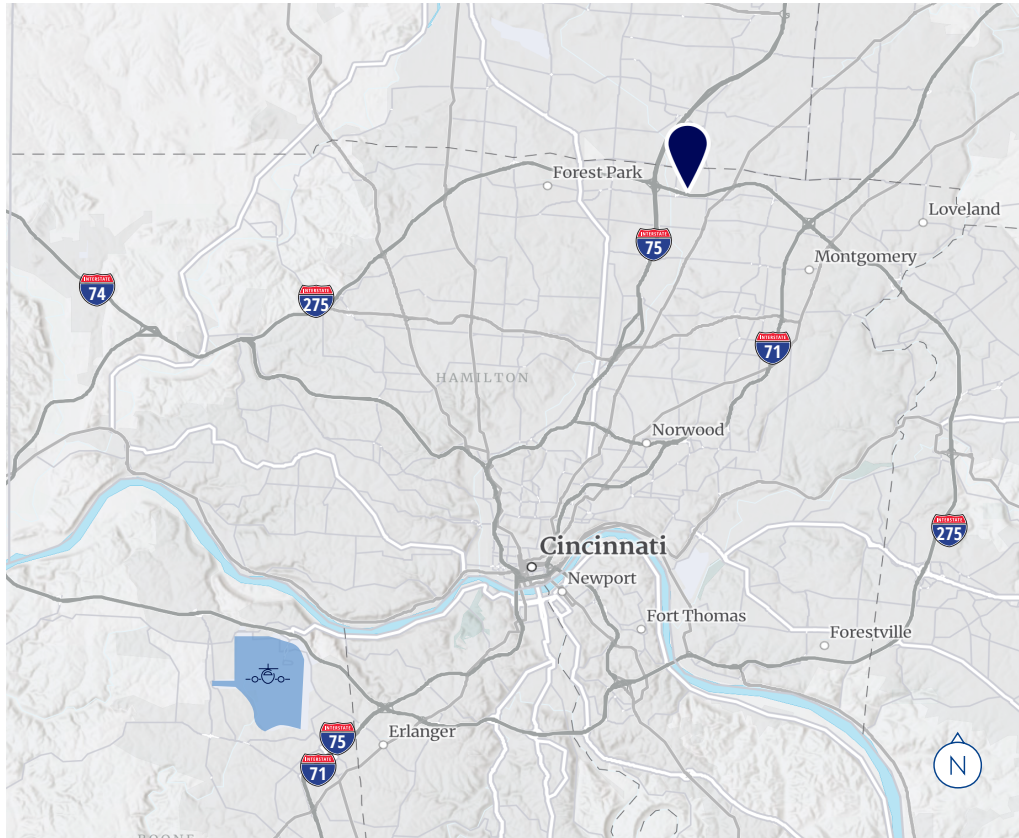 Forest Park
Loveland
INTERSTATE
75
Montgomery
INTERSTATE
74
INTERSTATE
275
INTERSTATE
71
HAMILTON
Norwood
INTERSTATE
275
Cincinnati
Newport
Fort Thomas
Forestville
Erlanger
INTERSTATE
75
INTERSTATE
71
N
BOONE